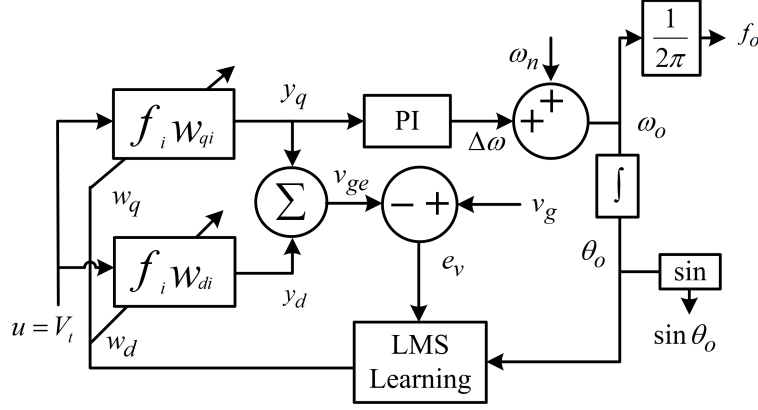 1
2π
f_o
ω_n
y_q
f_i w_qi
PI
+
+
Δω
ω_o
w_q
v_ge
∫
Σ
− +
v_g
f_i w_di
y_d
e_v
θ_o
sin
u = V_t
w_d
LMS
Learning
sin θ_o